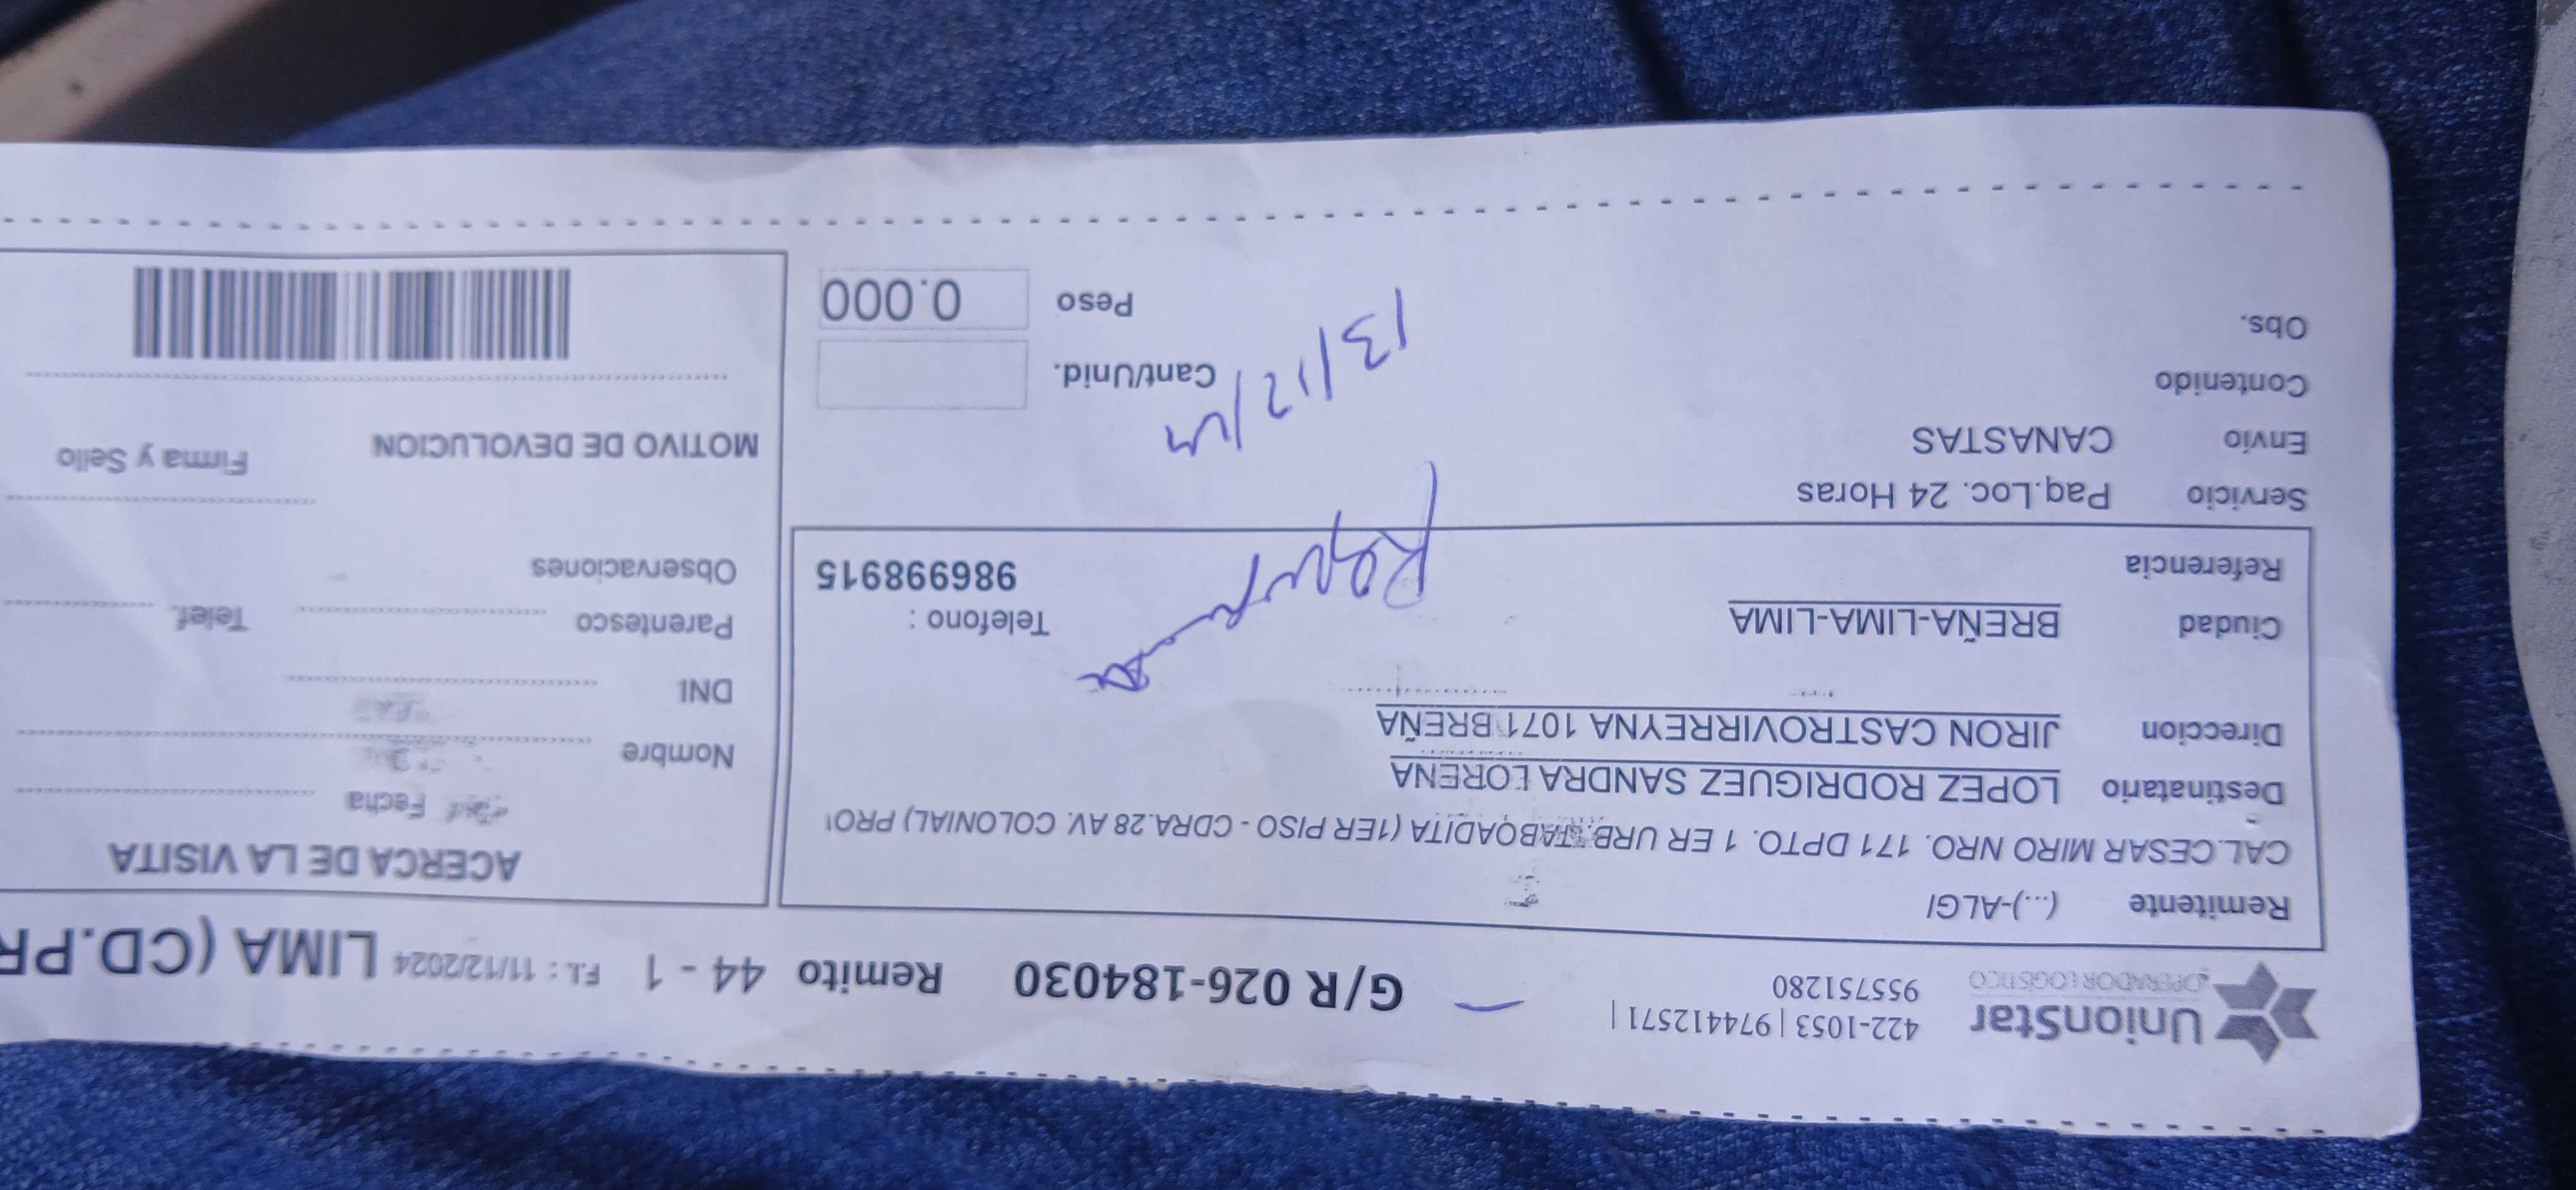 UnionStar
OPERADOR LOGÍSTICO
422-1053 | 974412571 |
955751280
G/R 026-184030
Remito 44 - 1 F.I. : 11/12/2024 LIMA (CD.PR
Remitente (...)-ALGI
CAL.CESAR MIRO NRO. 171 DPTO. 1 ER URB. TABOADITA (1ER PISO - CDRA.28 AV. COLONIAL) PRO!
Destinatario LOPEZ RODRIGUEZ SANDRA LORENA
Direccion JIRON CASTROVIRREYNA 1071 BREÑA
Ciudad BREÑA-LIMA-LIMA
Telefono :
986998915
Referencia
Servicio Paq.Loc. 24 Horas
Envío CANASTAS
Contenido
Obs.
Cant/Unid.
Peso 0.000
13/12/
ACERCA DE LA VISITA
Fecha
Nombre
DNI
Parentesco Telef.
Observaciones
MOTIVO DE DEVOLUCION Firma y Sello